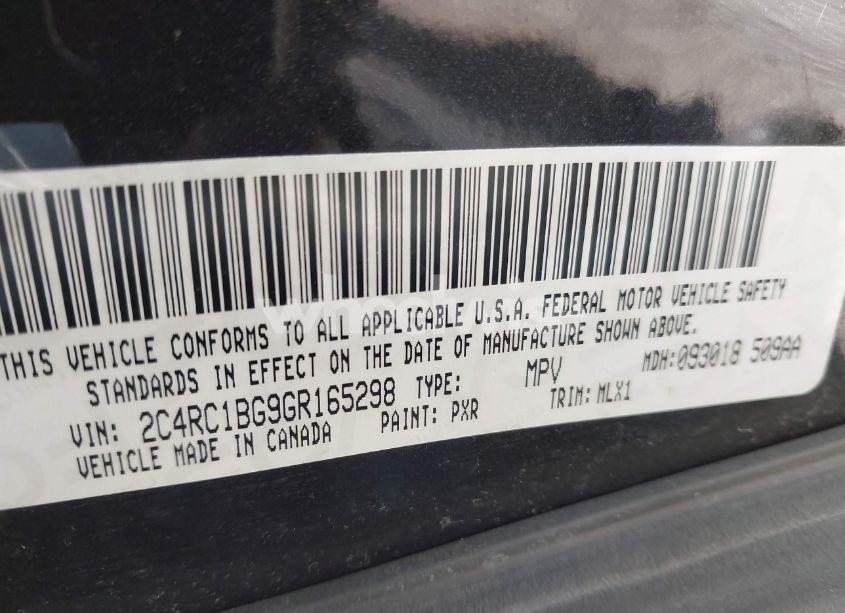 THIS VEHICLE CONFORMS TO ALL APPLICABLE U.S.A. FEDERAL MOTOR VEHICLE SAFETY
STANDARDS IN EFFECT ON THE DATE OF MANUFACTURE SHOWN ABOVE.
VIN: 2C4RC1BG9GR165298 TYPE: MPV MDH:093018 509AA
VEHICLE MADE IN CANADA PAINT: PXR TRIM: MLX1